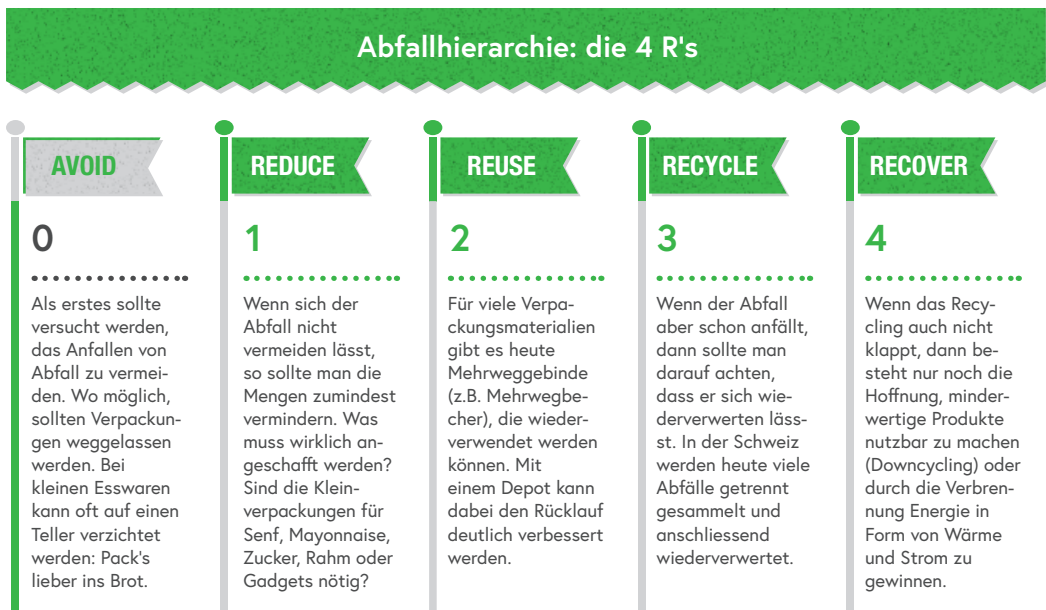 Abfallhierarchie: die 4 R's
AVOID
0
Als erstes sollte
versucht werden,
das Anfallen von
Abfall zu vermei-
den. Wo möglich,
sollten Verpackun-
gen weggelassen
werden. Bei
kleinen Esswaren
kann oft auf einen
Teller verzichtet
werden: Pack's
lieber ins Brot.
REDUCE
1
Wenn sich der
Abfall nicht
vermeiden lässt,
so sollte man die
Mengen zumindest
vermindern. Was
muss wirklich an-
geschafft werden?
Sind die Klein-
verpackungen für
Senf, Mayonnaise,
Zucker, Rahm oder
Gadgets nötig?
REUSE
2
Für viele Verpa-
ckungsmaterialien
gibt es heute
Mehrweggebinde
(z.B. Mehrwegbe-
cher), die wieder-
verwendet werden
können. Mit
einem Depot kann
dabei den Rücklauf
deutlich verbessert
werden.
RECYCLE
3
Wenn der Abfall
aber schon anfällt,
dann sollte man
darauf achten,
dass er sich wie-
derverwerten läss-
st. In der Schweiz
werden heute viele
Abfälle getrennt
gesammelt und
anschliessend
wiederverwertet.
RECOVER
4
Wenn das Recy-
cling auch nicht
klappt, dann be-
steht nur noch die
Hoffnung, minder-
wertige Produkte
nutzbar zu machen
(Downcycling) oder
durch die Verbren-
nung Energie in
Form von Wärme
und Strom zu
gewinnen.